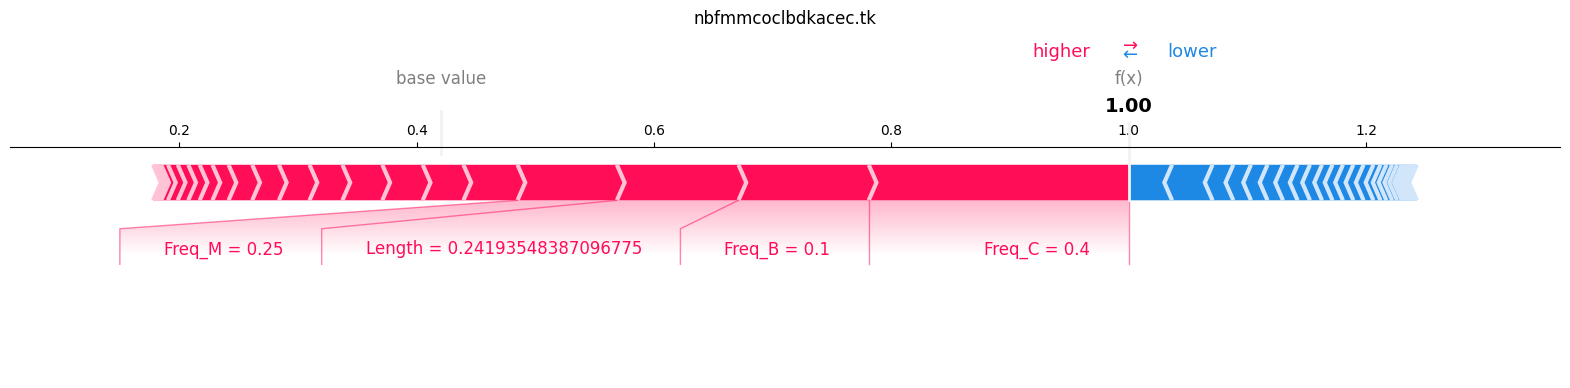 nbfmmcoclbdkacec.tk
higher ⇄ lower
base value f(x)
1.00
0.2 0.4 0.6 0.8 1.0 1.2
Freq_M = 0.25 Length = 0.24193548387096775 Freq_B = 0.1 Freq_C = 0.4